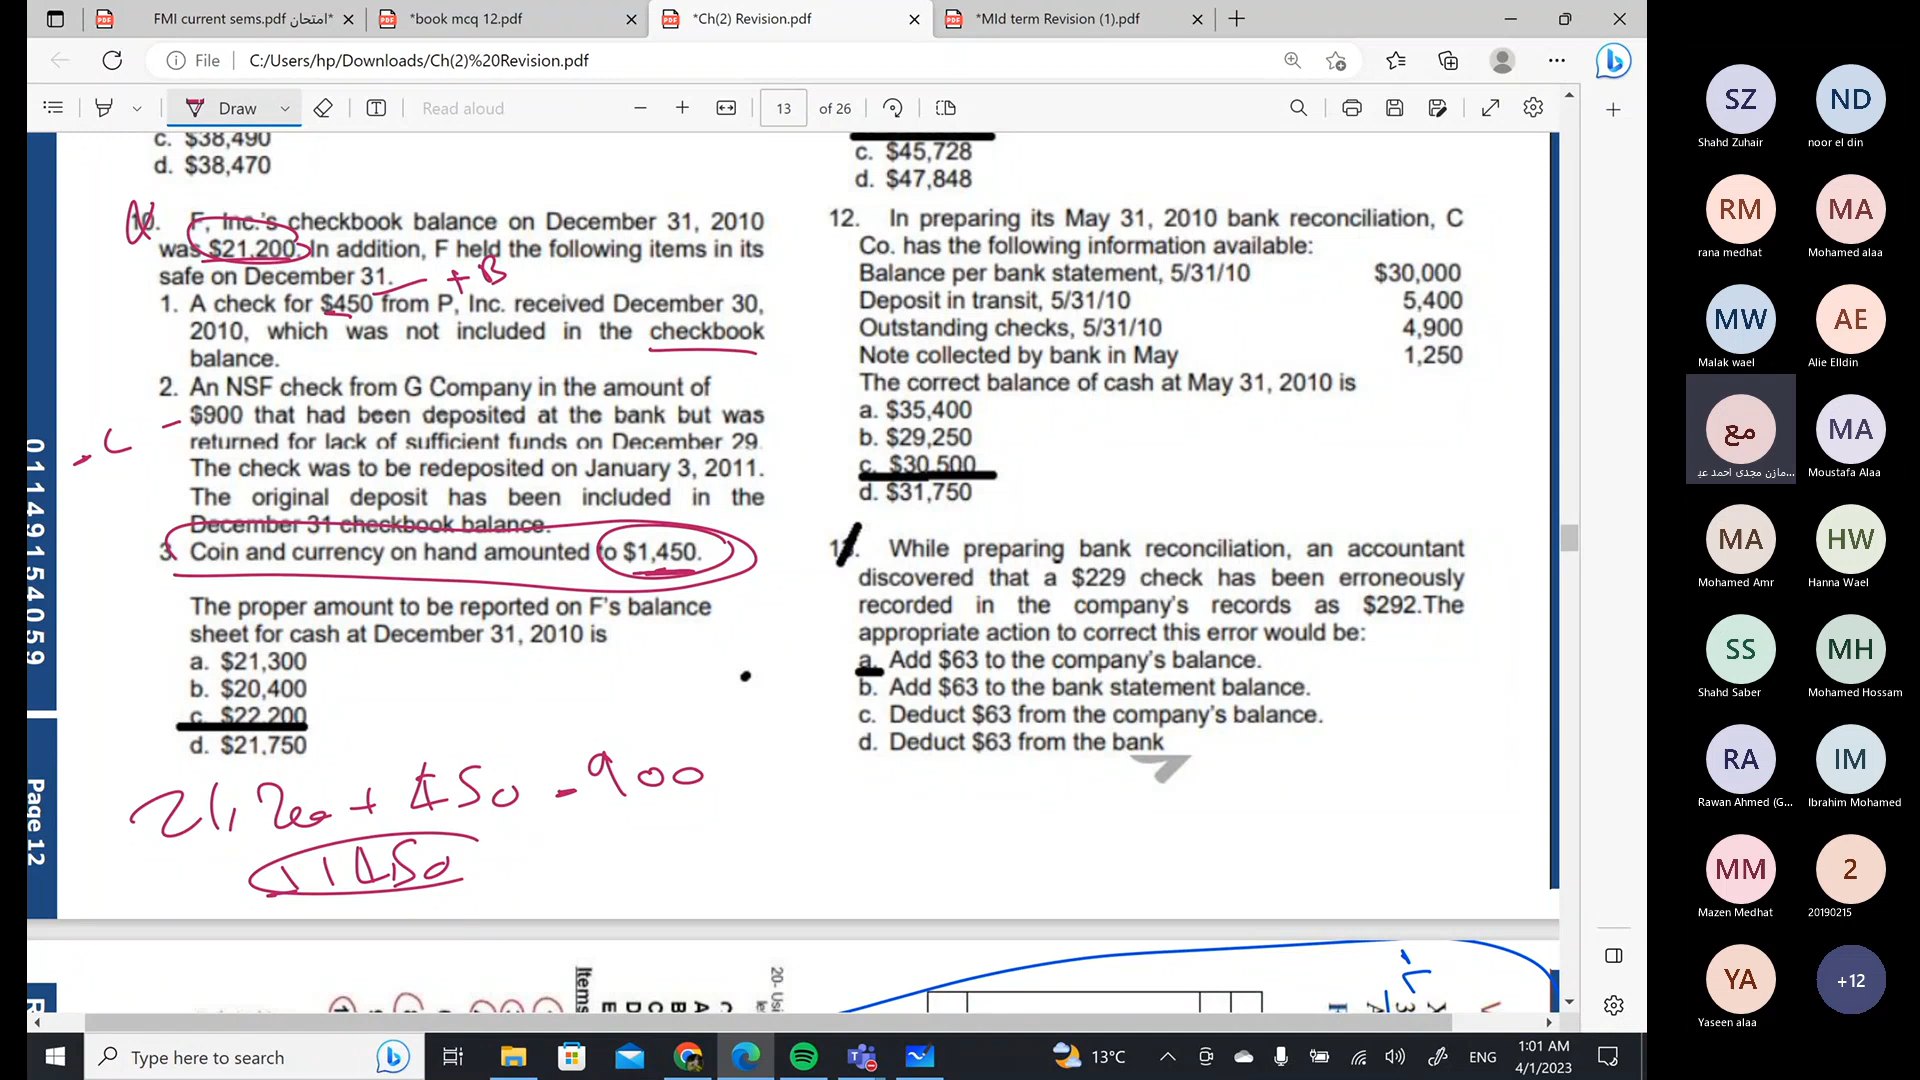 FMI current sems.pdf امتحان*
*book mcq 12.pdf
*Ch(2) Revision.pdf
*MId term Revision (1).pdf
File
C:/Users/hp/Downloads/Ch(2)%20Revision.pdf
Draw
Read aloud
13
of 26
c. $38,490
d. $38,470
10. F, Inc.'s checkbook balance on December 31, 2010
was $21,200. In addition, F held the following items in its
safe on December 31.
+ B
1. A check for $450 from P, Inc. received December 30,
2010, which was not included in the checkbook
balance.
2. An NSF check from G Company in the amount of
$900 that had been deposited at the bank but was
returned for lack of sufficient funds on December 29.
The check was to be redeposited on January 3, 2011.
The original deposit has been included in the
December 31 checkbook balance.
3. Coin and currency on hand amounted to $1,450.
The proper amount to be reported on F's balance
sheet for cash at December 31, 2010 is
a. $21,300
b. $20,400
c. $22,200
d. $21,750
21,200 + 450 - 900
01149154059
Page 12
c. $45,728
d. $47,848
12. In preparing its May 31, 2010 bank reconciliation, C
Co. has the following information available:
Balance per bank statement, 5/31/10 $30,000
Deposit in transit, 5/31/10 5,400
Outstanding checks, 5/31/10 4,900
Note collected by bank in May 1,250
The correct balance of cash at May 31, 2010 is
a. $35,400
b. $29,250
c. $30,500
d. $31,750
13. While preparing bank reconciliation, an accountant
discovered that a $229 check has been erroneously
recorded in the company's records as $292.The
appropriate action to correct this error would be:
a. Add $63 to the company's balance.
b. Add $63 to the bank statement balance.
c. Deduct $63 from the company's balance.
d. Deduct $63 from the bank
Items
20- Usi
SZ
Shahd Zuhair
ND
noor el din
RM
rana medhat
MA
Mohamed alaa
MW
Malak wael
AE
Alie Elldin
مع
مازن مجدى احمد عبد...
MA
Moustafa Alaa
MA
Mohamed Amr
HW
Hanna Wael
SS
Shahd Saber
MH
Mohamed Hossam
RA
Rawan Ahmed (G...
IM
Ibrahim Mohamed
MM
Mazen Medhat
2
20190215
YA
Yaseen alaa
+12
Type here to search
13°C
ENG
1:01 AM
4/1/2023